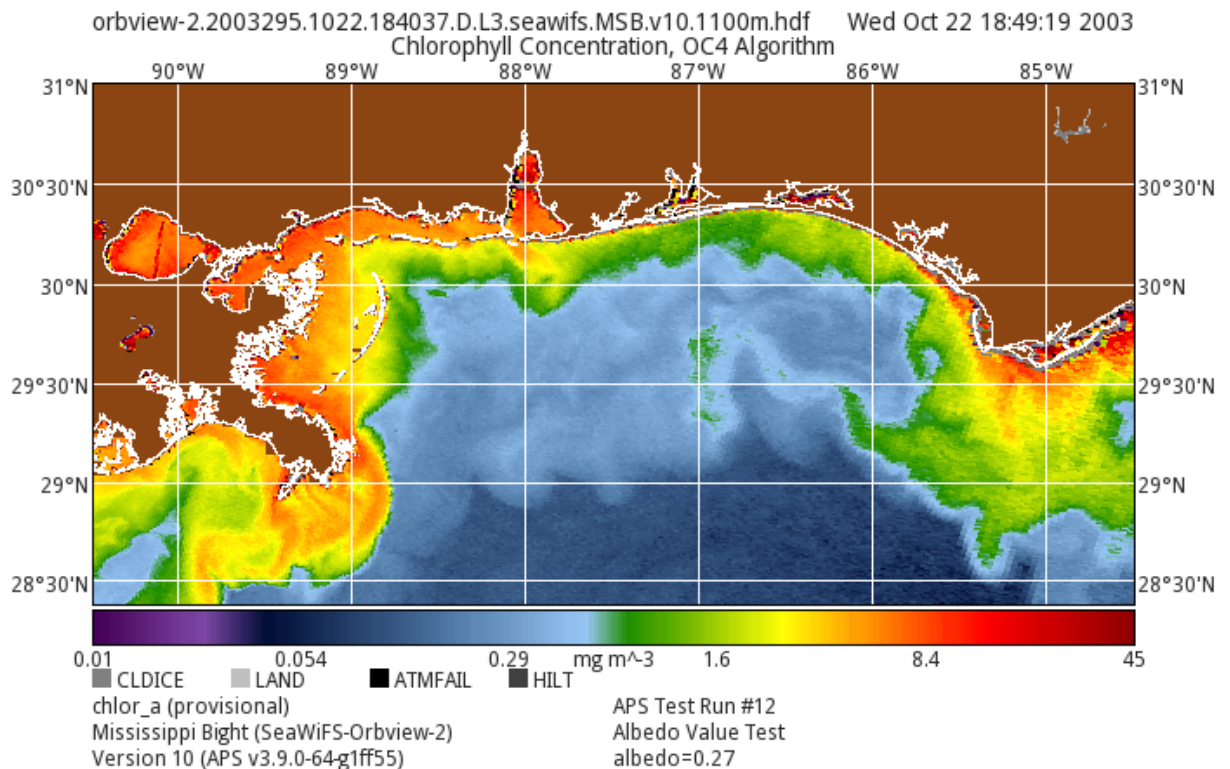 orbview-2.2003295.1022.184037.D.L3.seawifs.MSB.v10.1100m.hdf Wed Oct 22 18:49:19 2003
Chlorophyll Concentration, OC4 Algorithm
90°W 89°W 88°W 87°W 86°W 85°W
31°N 31°N
30°30'N 30°30'N
30°N 30°N
29°30'N 29°30'N
29°N 29°N
28°30'N 28°30'N
0.01 0.054 0.29 mg m^-3 1.6 8.4 45
CLDICE LAND ATMFAIL HILT
chlor_a (provisional) APS Test Run #12
Mississippi Bight (SeaWiFS-Orbview-2) Albedo Value Test
Version 10 (APS v3.9.0-64-g1ff55) albedo=0.27